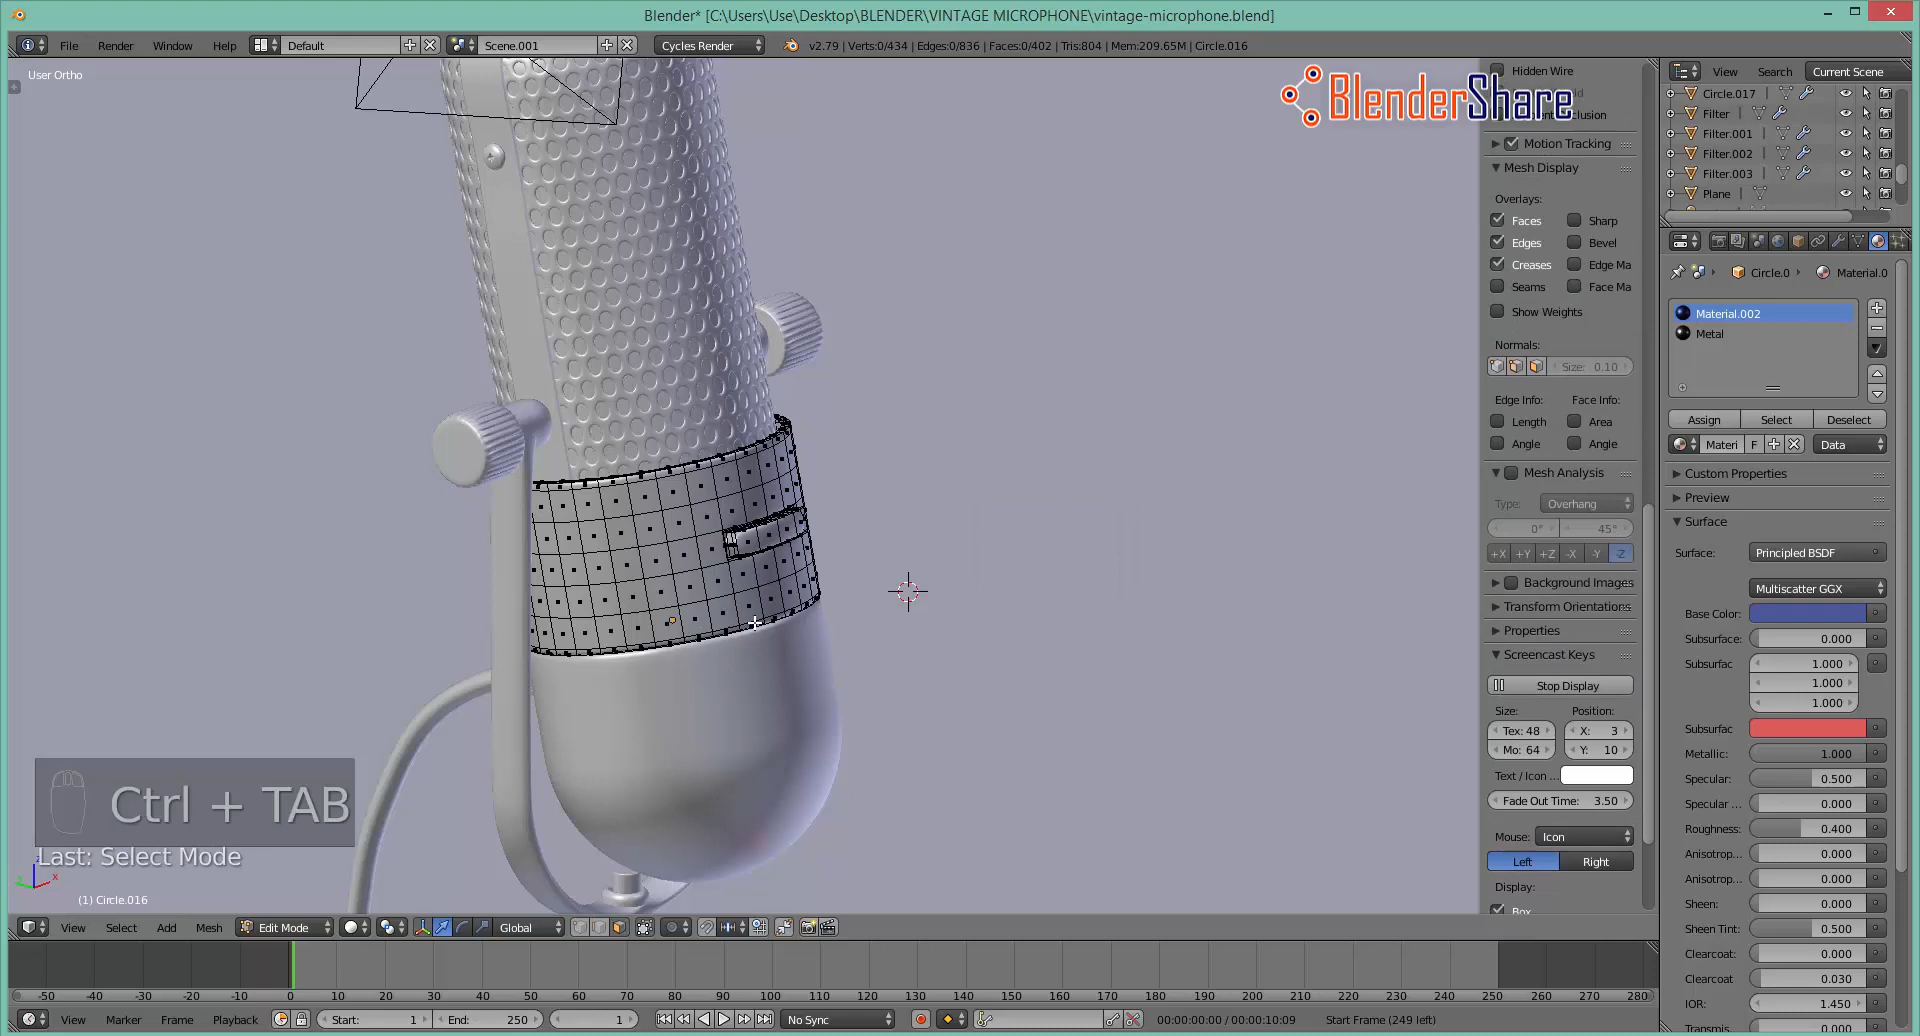 Blender* [C:\Users\Use\Desktop\BLENDER\VINTAGE MICROPHONE\vintage-microphone.blend]
File Render Window Help Default Scene.001 Cycles Render v2.79 | Verts:0/434 | Edges:0/836 | Faces:0/402 | Tris:804 | Mem:209.65M | Circle.016
User Ortho
BlenderShare
Hidden Wire
Motion Tracking
Mesh Display
Overlays:
Faces Sharp
Edges Bevel
Creases Edge Ma
Seams Face Ma
Show Weights
Normals:
Size: 0.10
Edge Info: Face Info:
Length Area
Angle Angle
Mesh Analysis
Type: Overhang
0° 45°
+X +Y +Z -X -Y -Z
Background Images
Transform Orientations
Properties
Screencast Keys
Stop Display
Size: Position:
Tex: 48 X: 3
Mo: 64 Y: 10
Text / Icon ...
Fade Out Time: 3.50
Mouse: Icon
Left Right
Display:
Box
View Search Current Scene
Circle.017
Filter
Filter.001
Filter.002
Filter.003
Plane
Circle.0 Material.0
Material.002
Metal
Assign Select Deselect
Materi F Data
Custom Properties
Preview
Surface
Surface: Principled BSDF
Multiscatter GGX
Base Color:
Subsurface: 0.000
Subsurfac 1.000
1.000
1.000
Subsurfac
Metallic: 1.000
Specular: 0.500
Specular ... 0.000
Roughness: 0.400
Anisotrop... 0.000
Anisotrop... 0.000
Sheen: 0.000
Sheen Tint: 0.500
Clearcoat: 0.000
Clearcoat 0.030
IOR: 1.450
Transmis.
Ctrl + TAB
Last: Select Mode
z
y x
(1) Circle.016
View Select Add Mesh Edit Mode Global
-50 -40 -30 -20 -10 0 10 20 30 40 50 60 70 80 90 100 110 120 130 140 150 160 170 180 190 200 210 220 230 240 250 260 270 280
View Marker Frame Playback Start: 1 End: 250 1 No Sync 00:00:00:00 / 00:00:10:09 Start Frame (249 left)